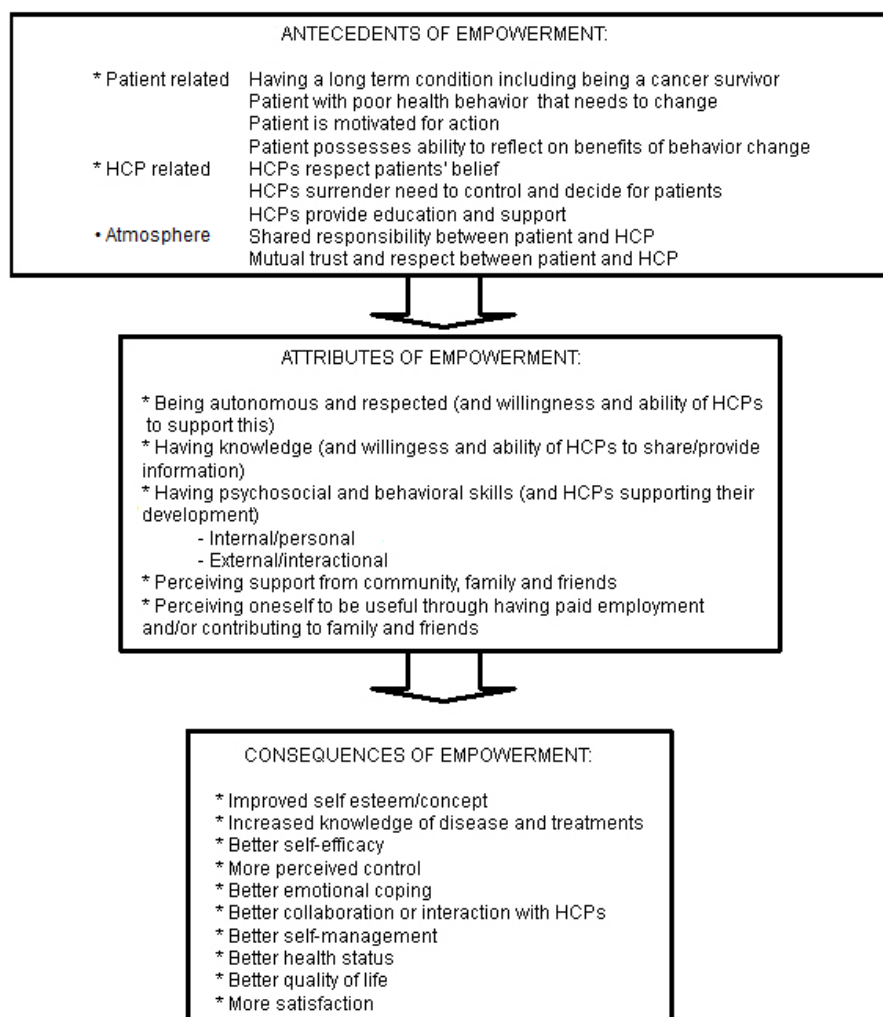 ANTECEDENTS OF EMPOWERMENT:
* Patient related Having a long term condition including being a cancer survivor
Patient with poor health behavior that needs to change
Patient is motivated for action
Patient possesses ability to reflect on benefits of behavior change
* HCP related HCPs respect patients' belief
HCPs surrender need to control and decide for patients
HCPs provide education and support
• Atmosphere Shared responsibility between patient and HCP
Mutual trust and respect between patient and HCP
ATTRIBUTES OF EMPOWERMENT:
* Being autonomous and respected (and willingness and ability of HCPs
to support this)
* Having knowledge (and willingess and ability of HCPs to share/provide
information)
* Having psychosocial and behavioral skills (and HCPs supporting their
development)
- Internal/personal
- External/interactional
* Perceiving support from community, family and friends
* Perceiving oneself to be useful through having paid employment
and/or contributing to family and friends
CONSEQUENCES OF EMPOWERMENT:
* Improved self esteem/concept
* Increased knowledge of disease and treatments
* Better self-efficacy
* More perceived control
* Better emotional coping
* Better collaboration or interaction with HCPs
* Better self-management
* Better health status
* Better quality of life
* More satisfaction